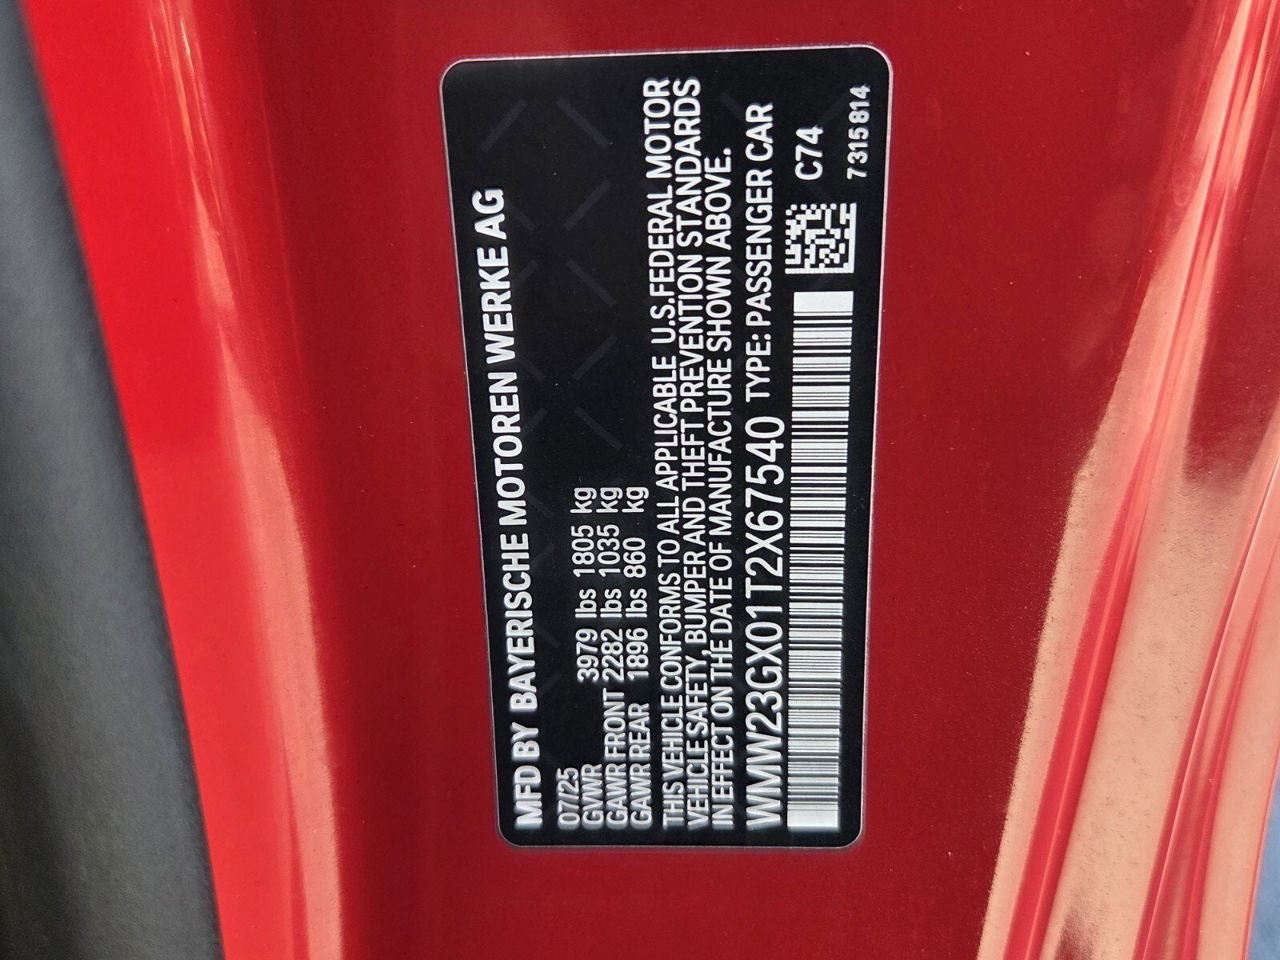 MFD BY BAYERISCHE MOTOREN WERKE AG
07/25
GVWR 3979 lbs 1805 kg
GAWR FRONT 2282 lbs 1035 kg
GAWR REAR 1896 lbs 860 kg
THIS VEHICLE CONFORMS TO ALL APPLICABLE U.S.FEDERAL MOTOR
VEHICLE SAFETY, BUMPER AND THEFT PREVENTION STANDARDS
IN EFFECT ON THE DATE OF MANUFACTURE SHOWN ABOVE.
WMW23GX01T2X67540 TYPE: PASSENGER CAR
C74
7315814